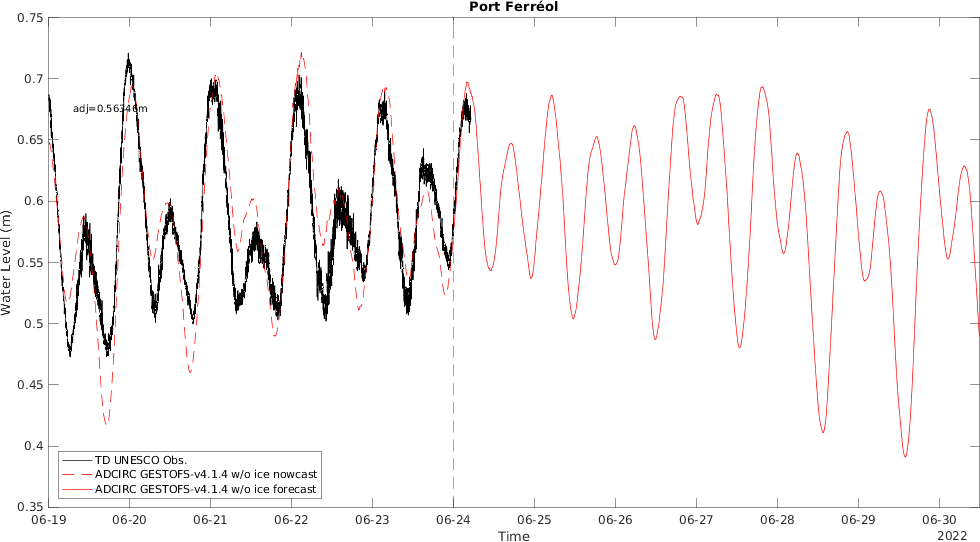 Port Ferréol
0.75
0.7
adj=0.56346m
0.65
0.6
0.55
0.5
0.45
0.4
0.35
Water Level (m)
TD UNESCO Obs.
ADCIRC GESTOFS-v4.1.4 w/o ice nowcast
ADCIRC GESTOFS-v4.1.4 w/o ice forecast
06-19 06-20 06-21 06-22 06-23 06-24 06-25 06-26 06-27 06-28 06-29 06-30
Time
2022